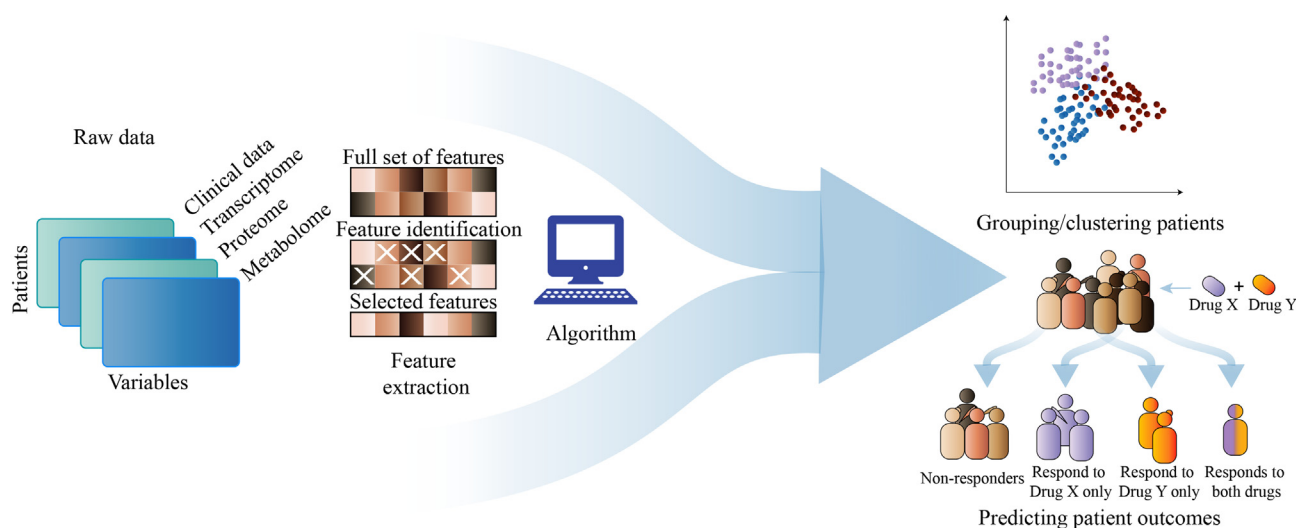 Raw data
Clinical data
Transcriptome
Proteome
Metabolome
Patients
Variables
Full set of features
Feature identification
Selected features
Feature
extraction
Algorithm
Grouping/clustering patients
+
Drug X Drug Y
Non-responders
Respond to
Drug X only
Respond to
Drug Y only
Responds to
both drugs
Predicting patient outcomes